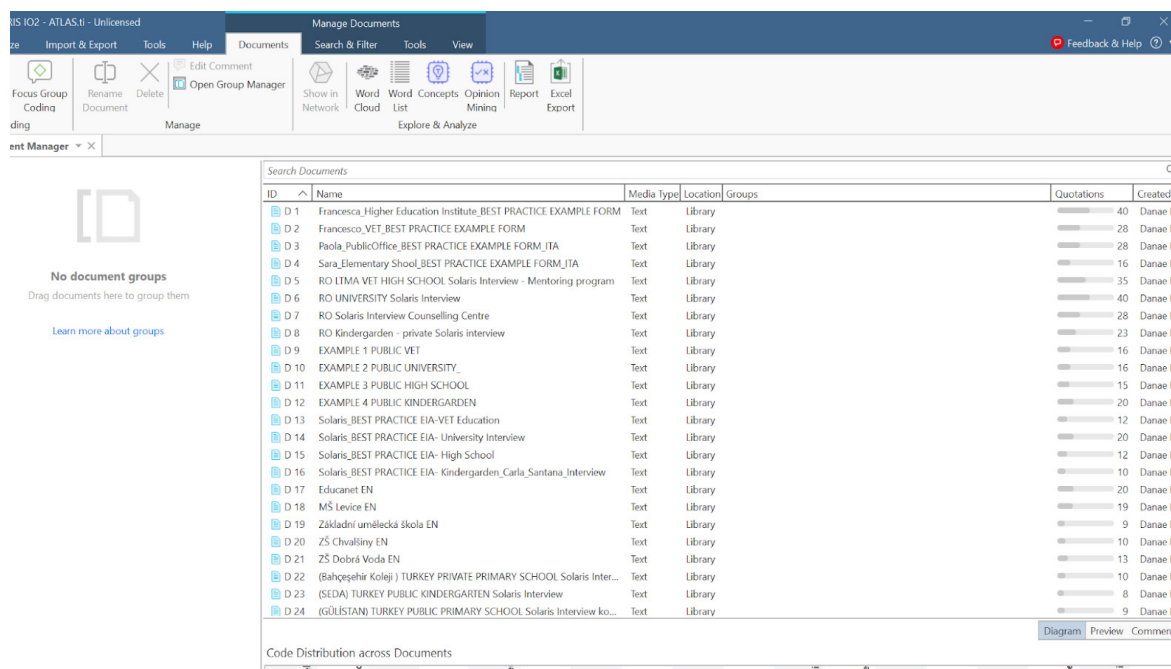 RIS IO2 - ATLAS.ti - Unlicensed Manage Documents
ze Import & Export Tools Help Documents Search & Filter Tools View Feedback & Help
Focus Group Coding Rename Document Delete Edit Comment
Open Group Manager
Show in Network Word Cloud Word List Concepts Opinion Mining Report Excel Export
ding Manage Explore & Analyze
ent Manager
Search Documents
ID Name Media Type Location Groups Quotations Created
D 1 Francesca_Higher Education Institute_BEST PRACTICE EXAMPLE FORM Text Library 40 Danae
D 2 Francesco_VET_BEST PRACTICE EXAMPLE FORM Text Library 28 Danae
D 3 Paola_PublicOffice_BEST PRACTICE EXAMPLE FORM_ITA Text Library 28 Danae
D 4 Sara_Elementary Shool_BEST PRACTICE EXAMPLE FORM_ITA Text Library 16 Danae
D 5 RO LTMA VET HIGH SCHOOL Solaris Interview - Mentoring program Text Library 35 Danae
D 6 RO UNIVERSITY Solaris Interview Text Library 40 Danae
D 7 RO Solaris Interview Counselling Centre Text Library 28 Danae
D 8 RO Kindergarden - private Solaris interview Text Library 23 Danae
D 9 EXAMPLE 1 PUBLIC VET Text Library 16 Danae
D 10 EXAMPLE 2 PUBLIC UNIVERSITY_ Text Library 16 Danae
D 11 EXAMPLE 3 PUBLIC HIGH SCHOOL Text Library 15 Danae
D 12 EXAMPLE 4 PUBLIC KINDERGARDEN Text Library 20 Danae
D 13 Solaris_BEST PRACTICE EIA-VET Education Text Library 12 Danae
D 14 Solaris_BEST PRACTICE EIA- University Interview Text Library 20 Danae
D 15 Solaris_BEST PRACTICE EIA- High School Text Library 12 Danae
D 16 Solaris_BEST PRACTICE EIA- Kindergarden_Carla_Santana_Interview Text Library 10 Danae
D 17 Educanet EN Text Library 20 Danae
D 18 MŠ Levice EN Text Library 19 Danae
D 19 Základní umělecká škola EN Text Library 9 Danae
D 20 ZŠ Chvalšiny EN Text Library 10 Danae
D 21 ZŠ Dobrá Voda EN Text Library 13 Danae
D 22 (Bahçeşehir Koleji ) TURKEY PRIVATE PRIMARY SCHOOL Solaris Inter... Text Library 10 Danae
D 23 (SEDA) TURKEY PUBLIC KINDERGARTEN Solaris Interview Text Library 8 Danae
D 24 (GÜLİSTAN) TURKEY PUBLIC PRIMARY SCHOOL Solaris Interview ko... Text Library 9 Danae
No document groups
Drag documents here to group them
Learn more about groups
Diagram Preview Commen
Code Distribution across Documents